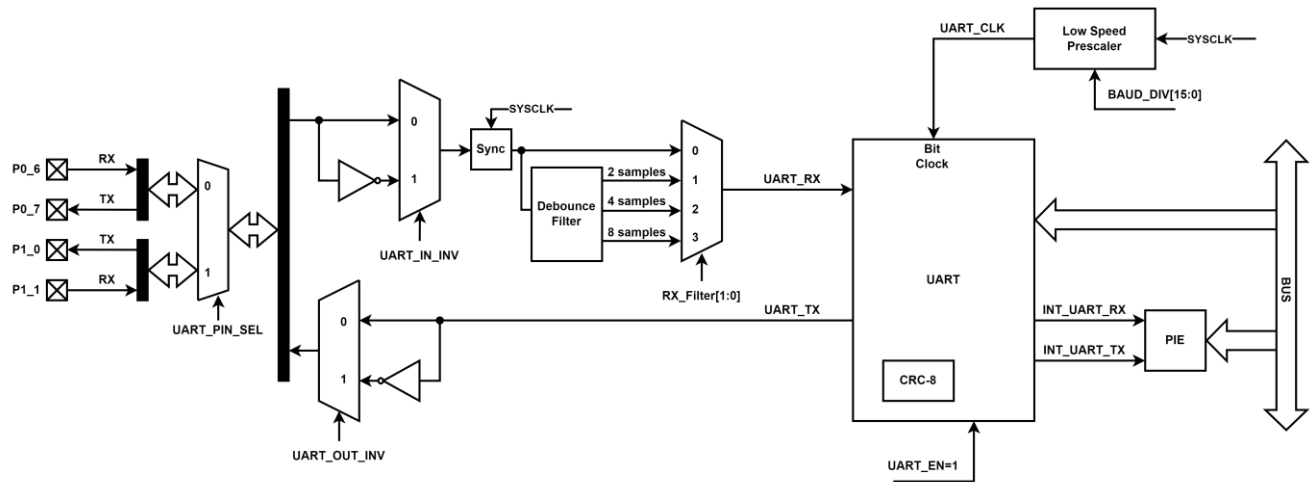 UART_CLK
Low Speed
Prescaler
SYSCLK
BAUD_DIV[15:0]
P0_6
RX
P0_7
TX
P1_0
TX
P1_1
RX
0
1
UART_PIN_SEL
0
1
UART_IN_INV
SYSCLK
Sync
Debounce
Filter
2 samples
4 samples
8 samples
0
1
2
3
RX_Filter[1:0]
UART_RX
0
1
UART_OUT_INV
UART_TX
Bit
Clock
UART
CRC-8
UART_EN=1
INT_UART_RX
INT_UART_TX
PIE
BUS